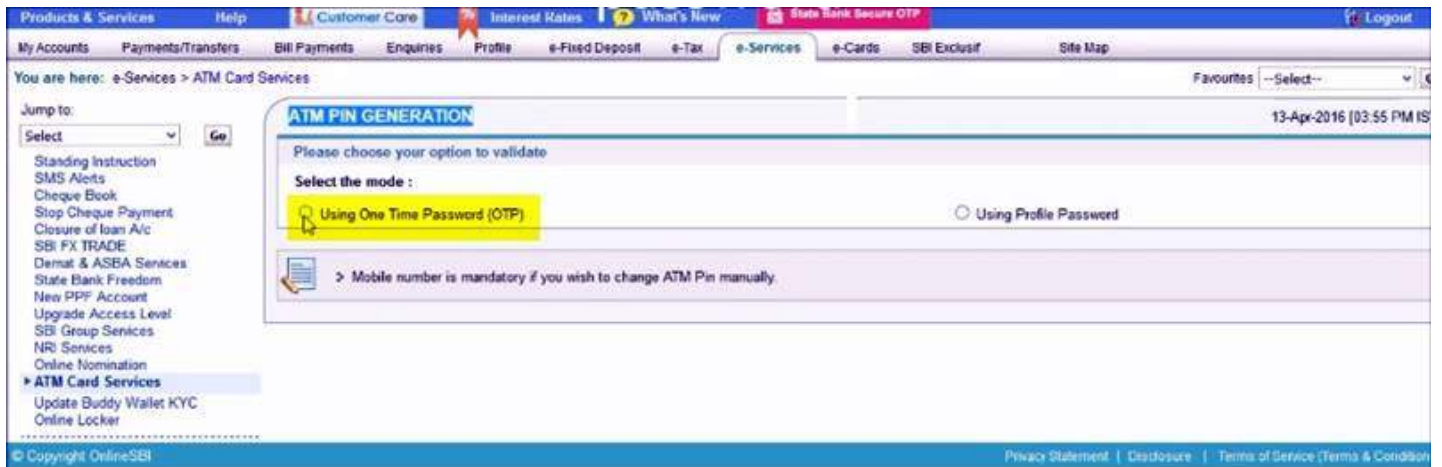 Products & Services Help Customer Care Interest Rates What's New State Bank Secure OTP Logout
My Accounts Payments/Transfers Bill Payments Enquiries Profile e-Fixed Deposit e-Tax e-Services e-Cards SBI Exclusif Site Map
You are here: e-Services > ATM Card Services Favourites --Select--
Jump to:
Select Go
Standing Instruction
SMS Alerts
Cheque Book
Stop Cheque Payment
Closure of loan A/c
SBI FX TRADE
Demat & ASBA Services
State Bank Freedom
New PPF Account
Upgrade Access Level
SBI Group Services
NRI Services
Online Nomination
ATM Card Services
Update Buddy Wallet KYC
Online Locker
ATM PIN GENERATION 13-Apr-2016 [03:55 PM IS
Please choose your option to validate
Select the mode :
Using One Time Password (OTP) Using Profile Password
> Mobile number is mandatory if you wish to change ATM Pin manually.
© Copyright OnlineSBI Privacy Statement | Disclosure | Terms of Service (Terms & Condition